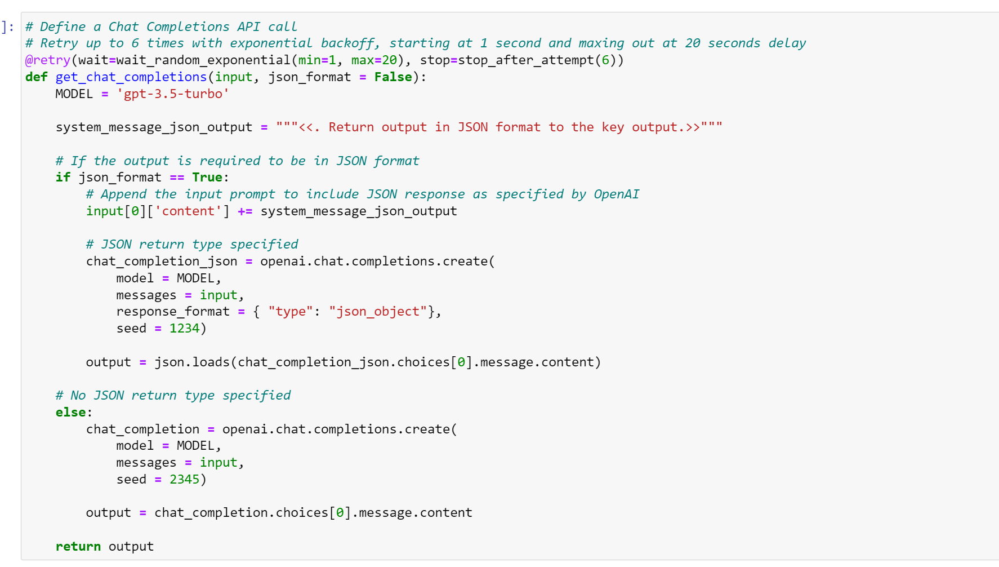 ]: # Define a Chat Completions API call
# Retry up to 6 times with exponential backoff, starting at 1 second and maxing out at 20 seconds delay
@retry(wait=wait_random_exponential(min=1, max=20), stop=stop_after_attempt(6))
def get_chat_completions(input, json_format = False):
    MODEL = 'gpt-3.5-turbo'

    system_message_json_output = """<<. Return output in JSON format to the key output.>>"""

    # If the output is required to be in JSON format
    if json_format == True:
        # Append the input prompt to include JSON response as specified by OpenAI
        input[0]['content'] += system_message_json_output

        # JSON return type specified
        chat_completion_json = openai.chat.completions.create(
            model = MODEL,
            messages = input,
            response_format = { "type": "json_object"},
            seed = 1234)

        output = json.loads(chat_completion_json.choices[0].message.content)

    # No JSON return type specified
    else:
        chat_completion = openai.chat.completions.create(
            model = MODEL,
            messages = input,
            seed = 2345)

        output = chat_completion.choices[0].message.content

    return output